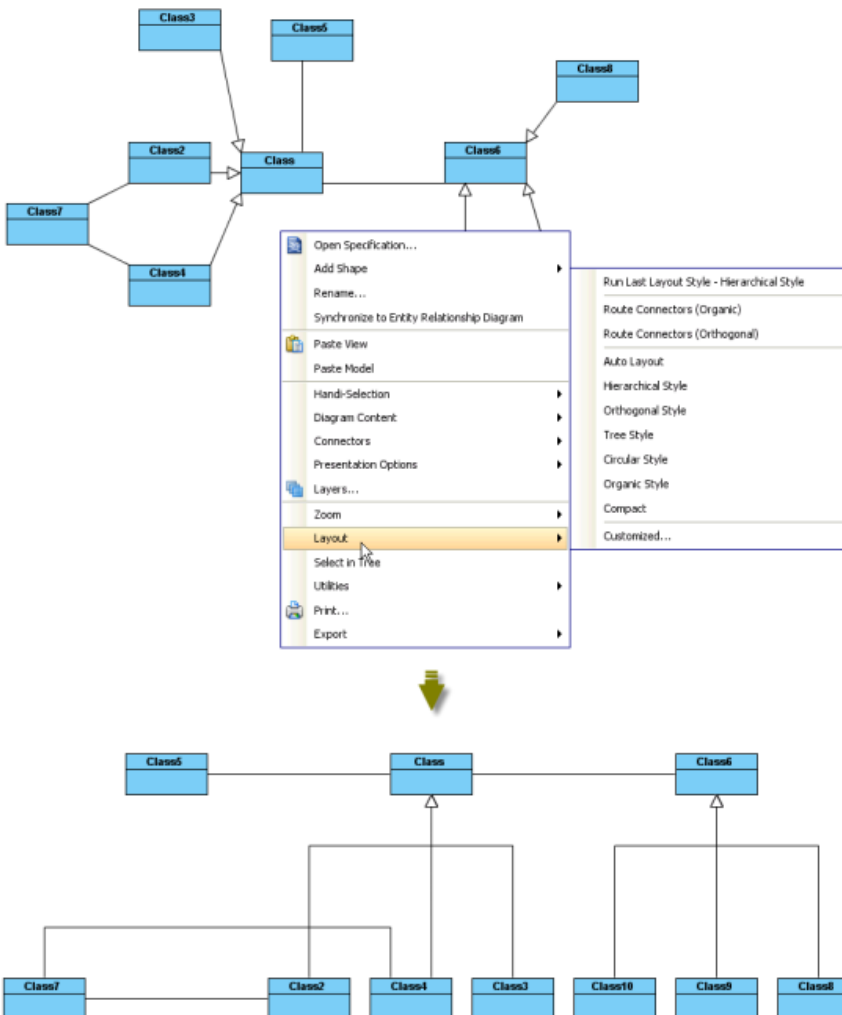 Class3
Class5
Class8
Class2
Class
Class6
Class7
Class4
Open Specification...
Add Shape
Rename...
Synchronize to Entity Relationship Diagram
Paste View
Paste Model
Handi-Selection
Diagram Content
Connectors
Presentation Options
Layers...
Zoom
Layout
Select in Tree
Utilities
Print...
Export
Run Last Layout Style - Hierarchical Style
Route Connectors (Organic)
Route Connectors (Orthogonal)
Auto Layout
Hierarchical Style
Orthogonal Style
Tree Style
Circular Style
Organic Style
Compact
Customized...
Class5
Class
Class6
Class7
Class2
Class4
Class3
Class10
Class9
Class8